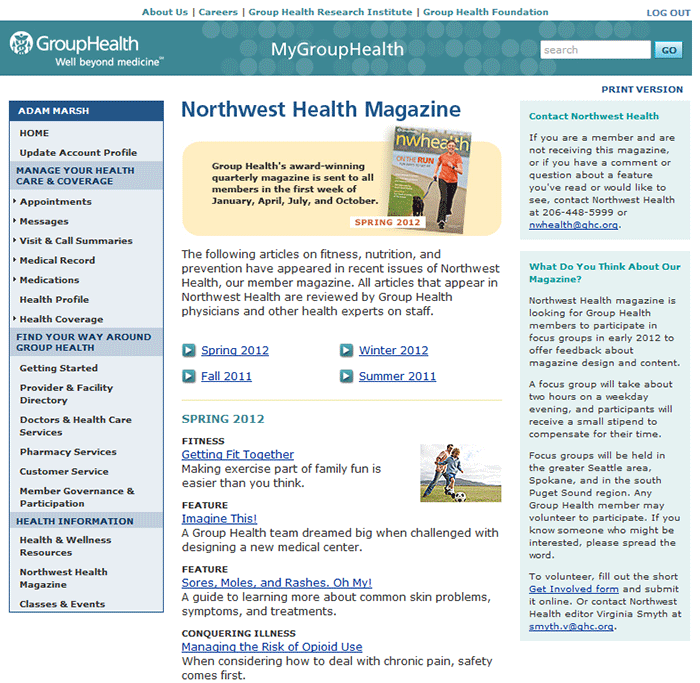 About Us | Careers | Group Health Research Institute | Group Health Foundation
LOG OUT
GroupHealth
Well beyond medicine™
MyGroupHealth
search
GO
PRINT VERSION
ADAM MARSH
HOME
Update Account Profile
MANAGE YOUR HEALTH
CARE & COVERAGE
Appointments
Messages
Visit & Call Summaries
Medical Record
Medications
Health Profile
Health Coverage
FIND YOUR WAY AROUND
GROUP HEALTH
Getting Started
Provider & Facility
Directory
Doctors & Health Care
Services
Pharmacy Services
Customer Service
Member Governance &
Participation
HEALTH INFORMATION
Health & Wellness
Resources
Northwest Health
Magazine
Classes & Events
Northwest Health Magazine
Group Health's award-winning
quarterly magazine is sent to all
members in the first week of
January, April, July, and October.
nwhealth
ON THE RUN
SPRING 2012
The following articles on fitness, nutrition, and
prevention have appeared in recent issues of Northwest
Health, our member magazine. All articles that appear in
Northwest Health are reviewed by Group Health
physicians and other health experts on staff.
Spring 2012
Winter 2012
Fall 2011
Summer 2011
SPRING 2012
FITNESS
Getting Fit Together
Making exercise part of family fun is
easier than you think.
FEATURE
Imagine This!
A Group Health team dreamed big when challenged with
designing a new medical center.
FEATURE
Sores, Moles, and Rashes. Oh My!
A guide to learning more about common skin problems,
symptoms, and treatments.
CONQUERING ILLNESS
Managing the Risk of Opioid Use
When considering how to deal with chronic pain, safety
comes first.
Contact Northwest Health
If you are a member and are
not receiving this magazine,
or if you have a comment or
question about a feature
you've read or would like to
see, contact Northwest Health
at 206-448-5999 or
nwhealth@ghc.org.
What Do You Think About Our
Magazine?
Northwest Health magazine is
looking for Group Health
members to participate in
focus groups in early 2012 to
offer feedback about
magazine design and content.
A focus group will take about
two hours on a weekday
evening, and participants will
receive a small stipend to
compensate for their time.
Focus groups will be held in
the greater Seattle area,
Spokane, and in the south
Puget Sound region. Any
Group Health member may
volunteer to participate. If you
know someone who might be
interested, please spread the
word.
To volunteer, fill out the short
Get Involved form and submit
it online. Or contact Northwest
Health editor Virginia Smyth at
smyth.v@ghc.org.